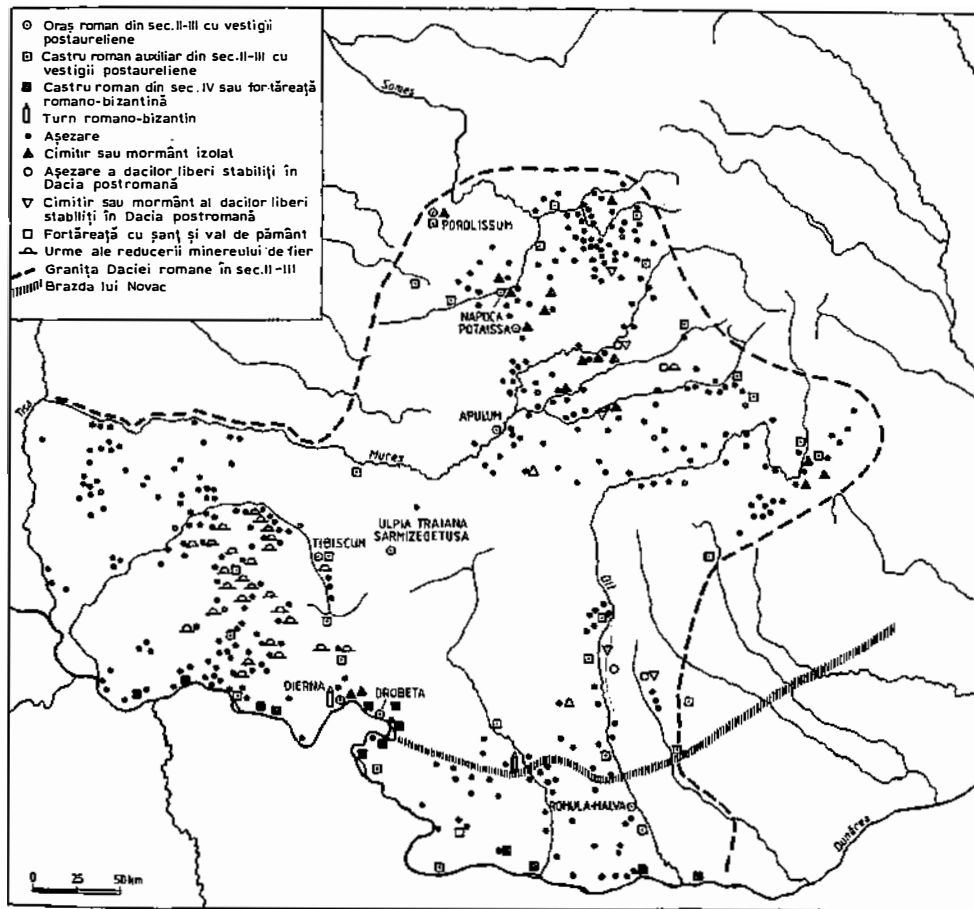 Oraș roman din sec. II-III cu vestigii
postaureliene
Castru roman auxiliar din sec. II-III cu
vestigii postaureliene
Castru roman din sec. IV sau fortăreață
romano-bizantină
Turn romano-bizantin
Așezare
Cimitir sau mormânt izolat
Așezare a dacilor liberi stabiliți în
Dacia postromană
Cimitir sau mormânt al dacilor liberi
stabiliți în Dacia postromană
Fortăreață cu șanț și val de pământ
Urme ale reducerii minereului de fier
Granița Daciei romane în sec. II-III
Brazda lui Novac
Someș
POROLISSUM
NAPOCA
POTAISSA
APULUM
Tisa
Mureș
ULPIA TRAIANA
SARMIZEGETUSA
TIBISCUM
Olt
DIERNA
DROBETA
ROMULA-MALVA
Dunărea
0 25 50 km